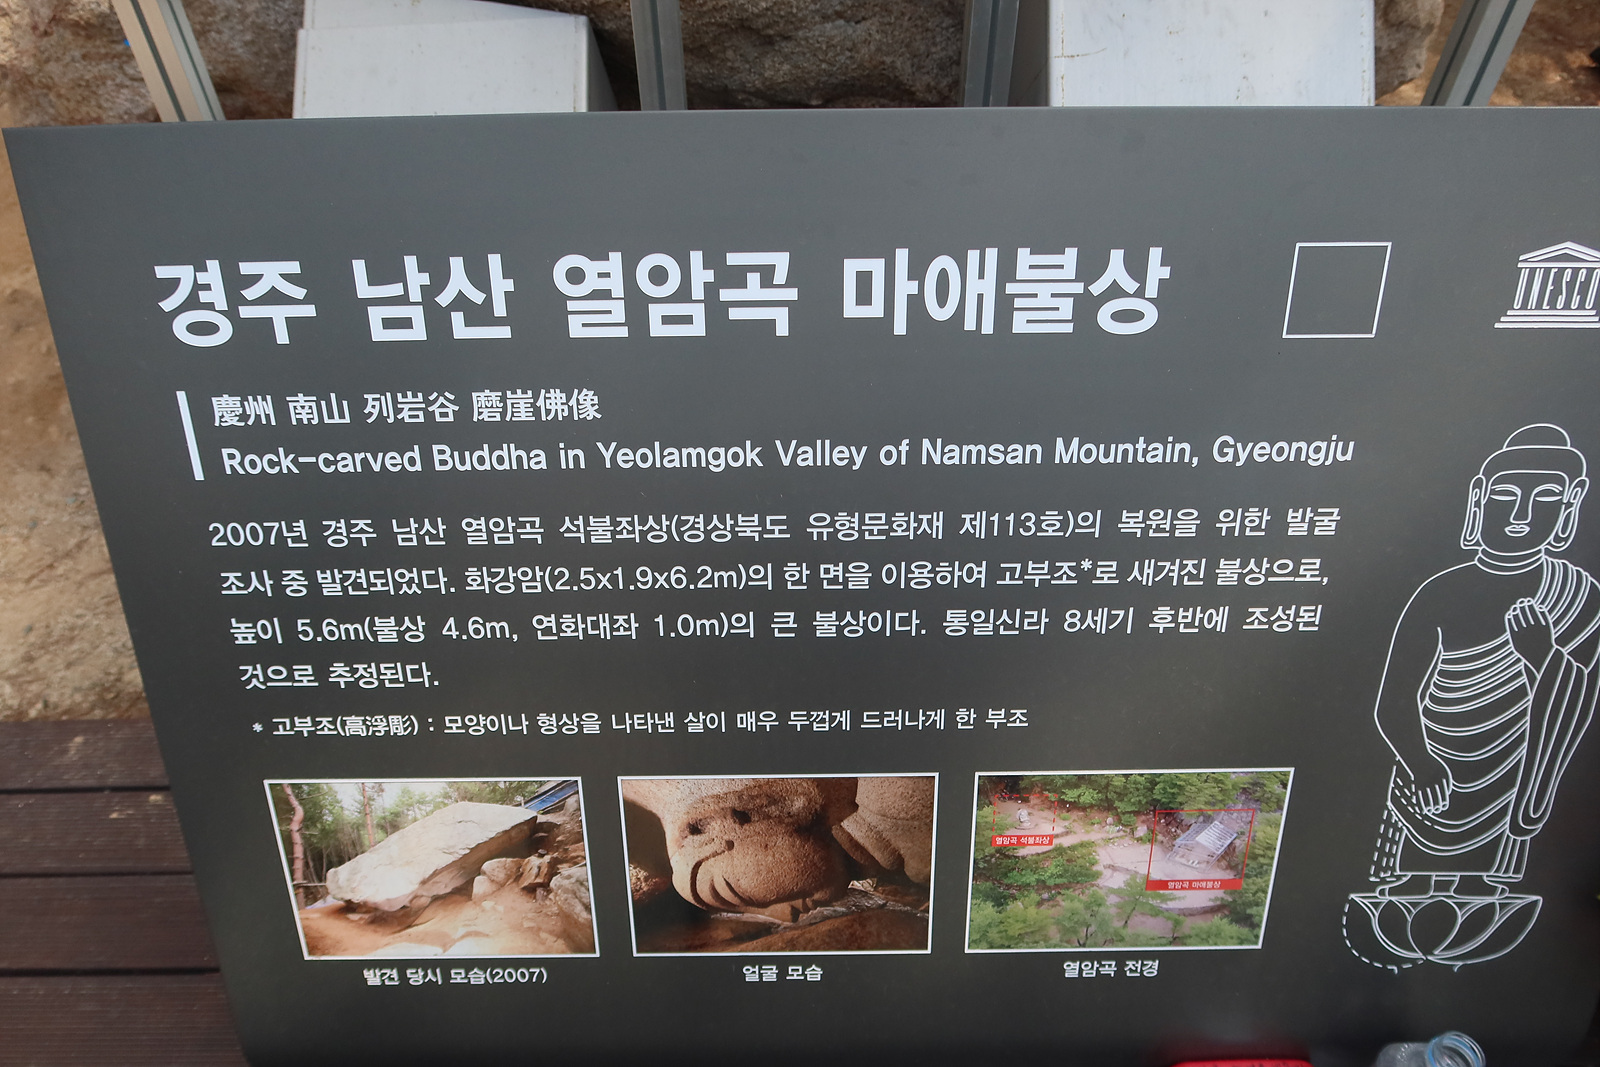 경주 남산 열암곡 마애불상
UNESCO
慶州 南山 列岩谷 磨崖佛像
Rock-carved Buddha in Yeolamgok Valley of Namsan Mountain, Gyeongju
2007년 경주 남산 열암곡 석불좌상(경상북도 유형문화재 제113호)의 복원을 위한 발굴
조사 중 발견되었다. 화강암(2.5x1.9x6.2m)의 한 면을 이용하여 고부조*로 새겨진 불상으로,
높이 5.6m(불상 4.6m, 연화대좌 1.0m)의 큰 불상이다. 통일신라 8세기 후반에 조성된
것으로 추정된다.
* 고부조(高浮彫) : 모양이나 형상을 나타낸 살이 매우 두껍게 드러나게 한 부조
열암곡 석불좌상
열암곡 마애불상
발견 당시 모습(2007)
얼굴 모습
열암곡 전경